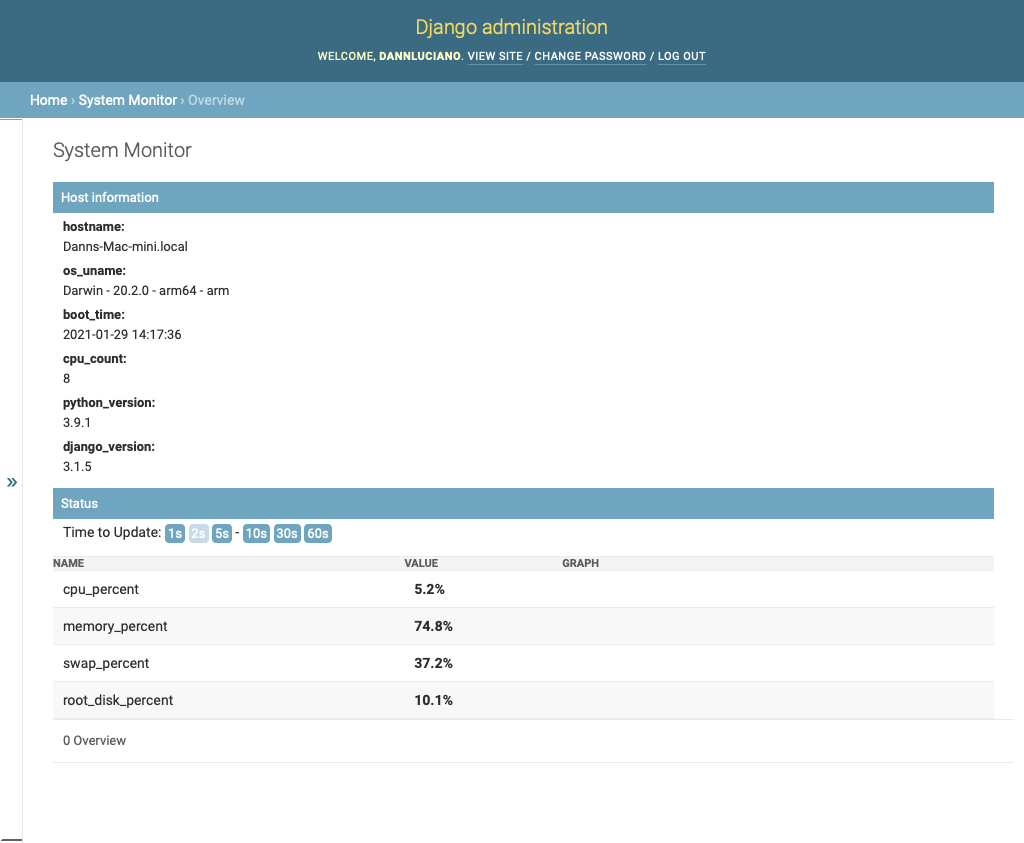 Django administration
WELCOME, DANNLUCIANO. VIEW SITE / CHANGE PASSWORD / LOG OUT
Home › System Monitor › Overview
System Monitor
Host information
hostname:
Danns-Mac-mini.local
os_uname:
Darwin - 20.2.0 - arm64 - arm
boot_time:
2021-01-29 14:17:36
cpu_count:
8
python_version:
3.9.1
django_version:
3.1.5
»
Status
Time to Update: 1s 2s 5s - 10s 30s 60s
NAME VALUE GRAPH
cpu_percent 5.2%
memory_percent 74.8%
swap_percent 37.2%
root_disk_percent 10.1%
0 Overview